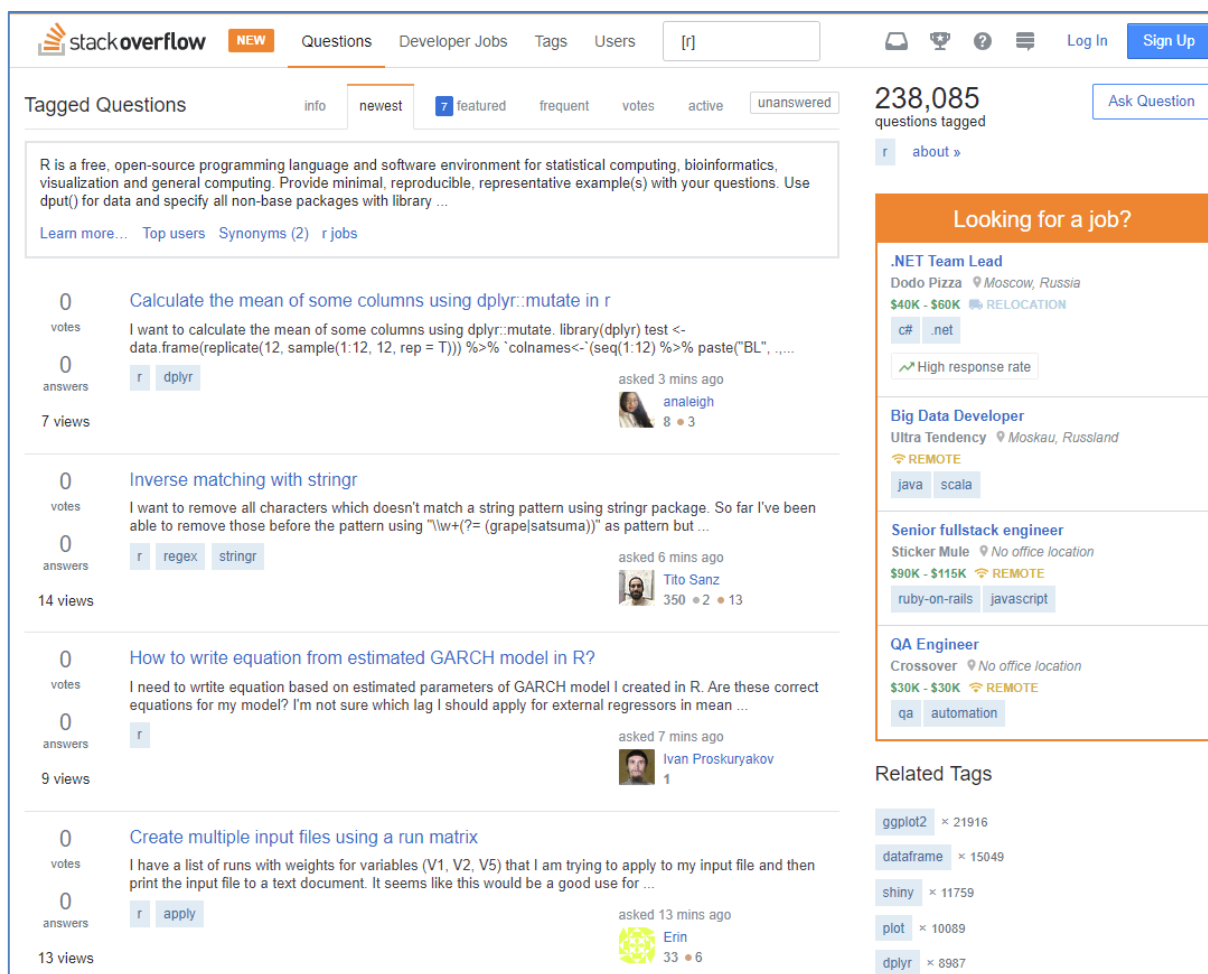 stackoverflow NEW Questions Developer Jobs Tags Users [r] Log In Sign Up
Tagged Questions info newest 7 featured frequent votes active unanswered
R is a free, open-source programming language and software environment for statistical computing, bioinformatics,
visualization and general computing. Provide minimal, reproducible, representative example(s) with your questions. Use
dput() for data and specify all non-base packages with library ...
Learn more... Top users Synonyms (2) r jobs
0
votes
0
answers
7 views
Calculate the mean of some columns using dplyr::mutate in r
I want to calculate the mean of some columns using dplyr::mutate. library(dplyr) test <-
data.frame(replicate(12, sample(1:12, 12, rep = T))) %>% `colnames<-`(seq(1:12) %>% paste("BL", .,...
r dplyr
asked 3 mins ago
analeigh
8 ● 3
0
votes
0
answers
14 views
Inverse matching with stringr
I want to remove all characters which doesn't match a string pattern using stringr package. So far I've been
able to remove those before the pattern using "\\w+(?= (grape|satsuma))" as pattern but ...
r regex stringr
asked 6 mins ago
Tito Sanz
350 ● 2 ● 13
0
votes
0
answers
9 views
How to write equation from estimated GARCH model in R?
I need to wrtite equation based on estimated parameters of GARCH model I created in R. Are these correct
equations for my model? I'm not sure which lag I should apply for external regressors in mean ...
r
asked 7 mins ago
Ivan Proskuryakov
1
0
votes
0
answers
13 views
Create multiple input files using a run matrix
I have a list of runs with weights for variables (V1, V2, V5) that I am trying to apply to my input file and then
print the input file to a text document. It seems like this would be a good use for ...
r apply
asked 13 mins ago
Erin
33 ● 6
238,085
questions tagged
Ask Question
r about »
Looking for a job?
.NET Team Lead
Dodo Pizza Moscow, Russia
$40K - $60K RELOCATION
c# .net
High response rate
Big Data Developer
Ultra Tendency Moskau, Russland
REMOTE
java scala
Senior fullstack engineer
Sticker Mule No office location
$90K - $115K REMOTE
ruby-on-rails javascript
QA Engineer
Crossover No office location
$30K - $30K REMOTE
qa automation
Related Tags
ggplot2 × 21916
dataframe × 15049
shiny × 11759
plot × 10089
dplyr × 8987